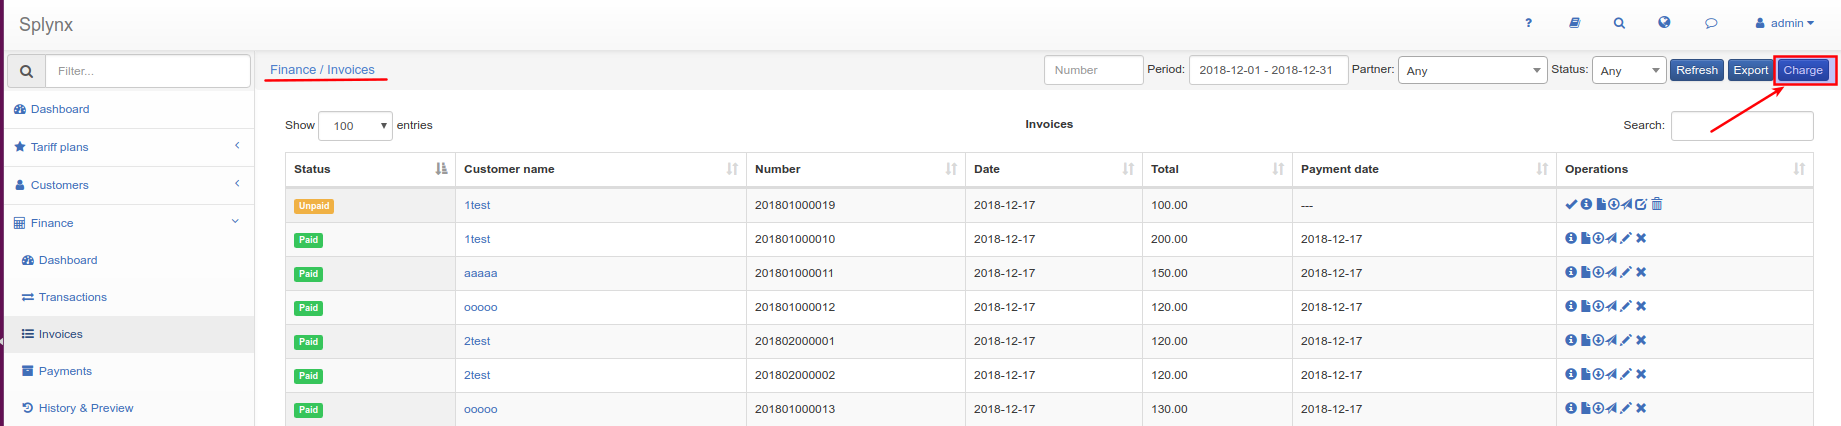 Splynx
? admin
Filter...
Finance / Invoices
Number Period: 2018-12-01 - 2018-12-31 Partner: Any Status: Any Refresh Export Charge
Dashboard
Tariff plans
Customers
Finance
Dashboard
Transactions
Invoices
Payments
History & Preview
Show 100 entries
Invoices
Search:
Status Customer name Number Date Total Payment date Operations
Unpaid 1test 201801000019 2018-12-17 100.00 ---
Paid 1test 201801000010 2018-12-17 200.00 2018-12-17
Paid aaaaa 201801000011 2018-12-17 150.00 2018-12-17
Paid ooooo 201801000012 2018-12-17 120.00 2018-12-17
Paid 2test 201802000001 2018-12-17 120.00 2018-12-17
Paid 2test 201802000002 2018-12-17 120.00 2018-12-17
Paid ooooo 201801000013 2018-12-17 130.00 2018-12-17